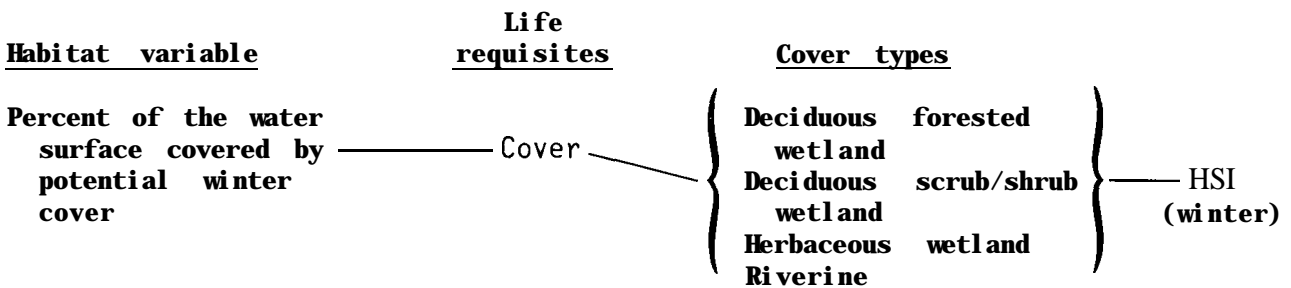 Life
Habitat variable requisites Cover types
Percent of the water
surface covered by
potential winter
cover
Cover
Deciduous forested
wetland
Deciduous scrub/shrub
wetland
Herbaceous wetland
Riverine
HSI
(winter)